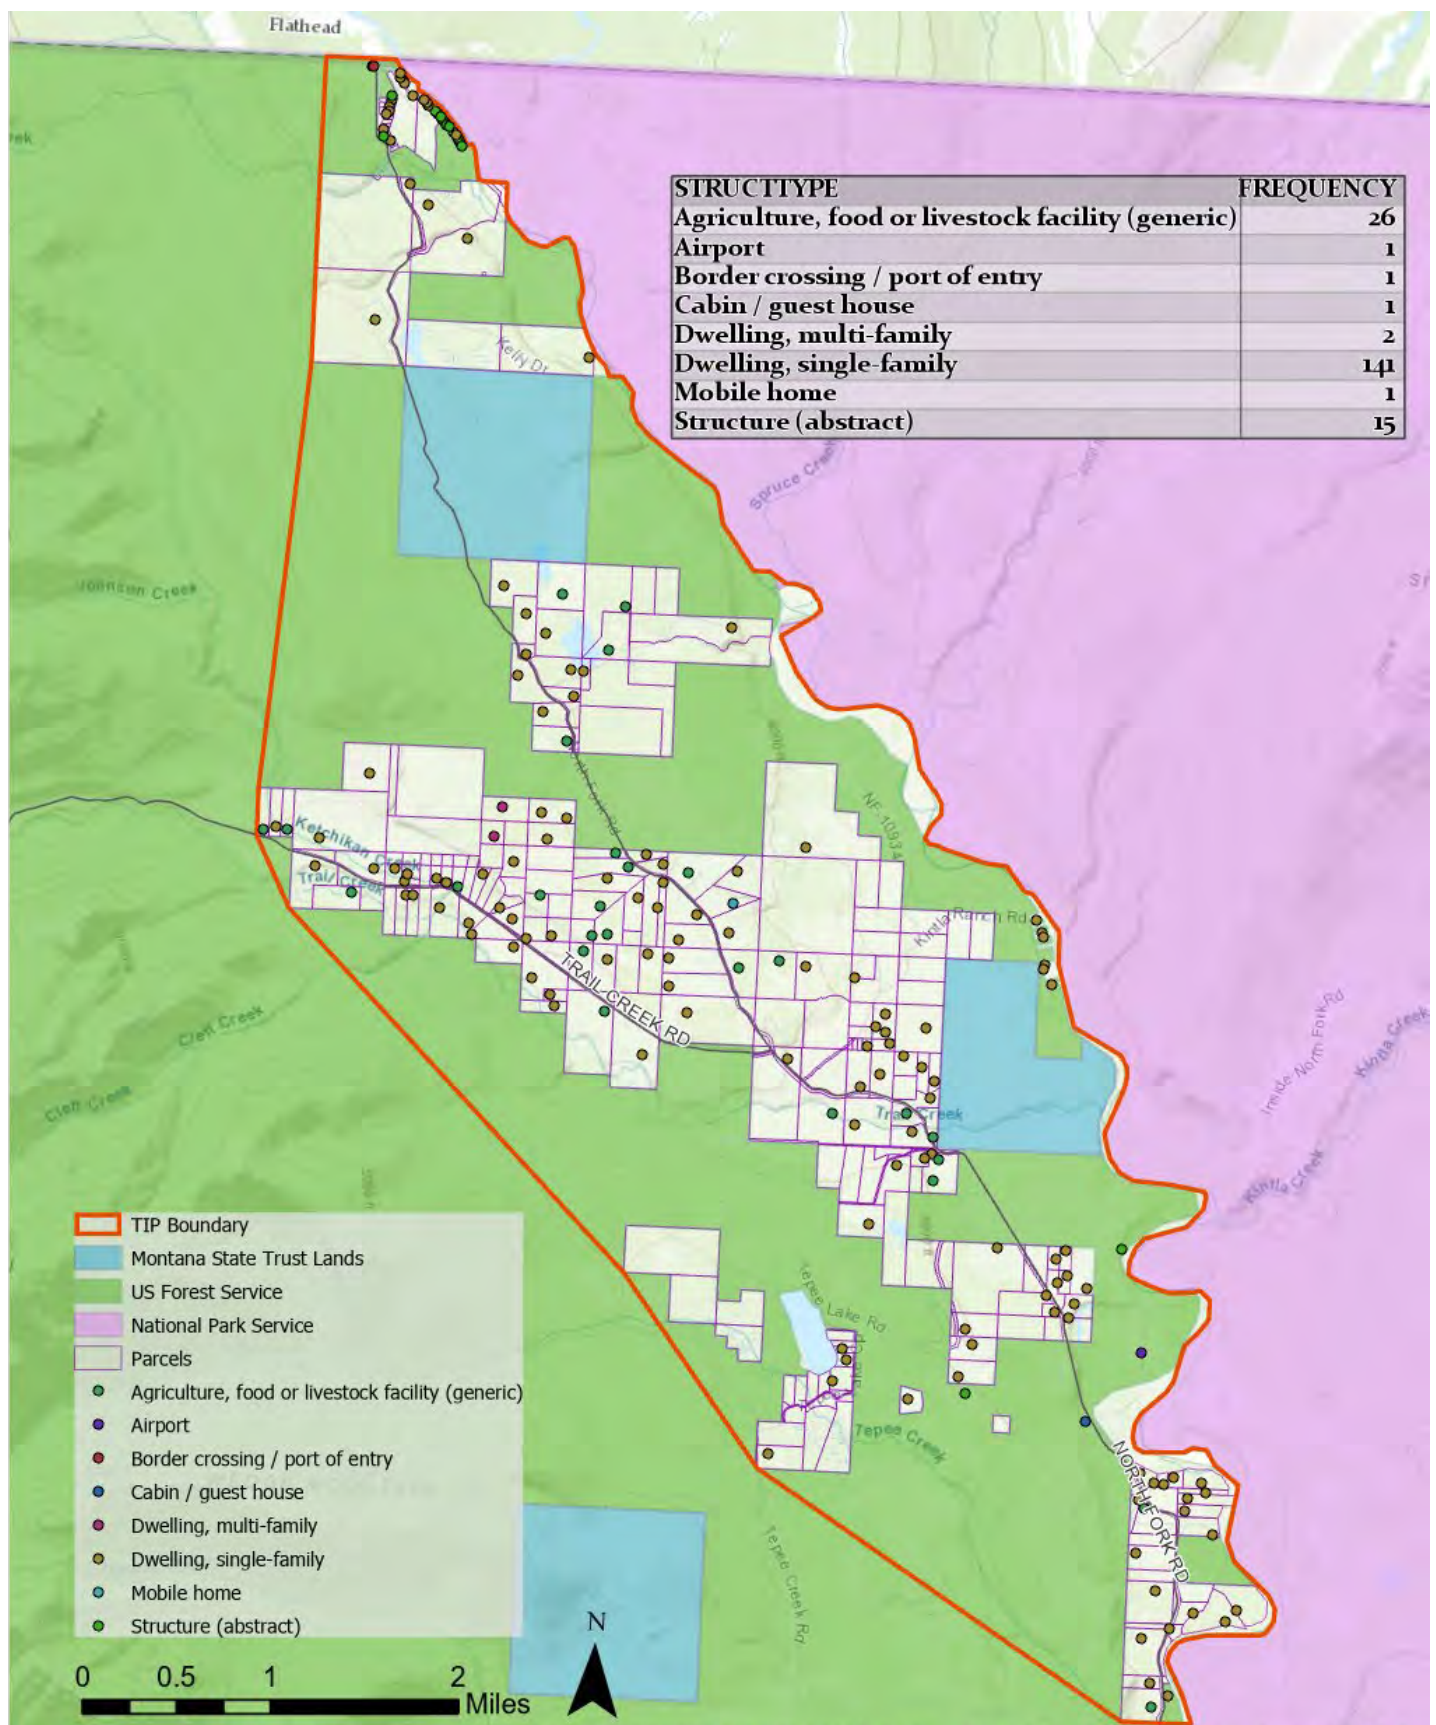 Flathead
STRUCTTYPE FREQUENCY
Agriculture, food or livestock facility (generic) 26
Airport 1
Border crossing / port of entry 1
Cabin / guest house 1
Dwelling, multi-family 2
Dwelling, single-family 141
Mobile home 1
Structure (abstract) 15
Kelly Dr
Spruce Creek
Johnson Creek
North Fork Rd
NF-10934
Ketchikan Creek
Trail Creek
Kintla Ranch Rd
TRAIL CREEK RD
Cleft Creek
Cleft Creek
Inside North Fork Rd
Kintla Creek
Trail Creek
Kintla Creek
Tepee Lake Rd
Tepee Creek
NORTH FORK RD
Tepee Creek Rd
TIP Boundary
Montana State Trust Lands
US Forest Service
National Park Service
Parcels
Agriculture, food or livestock facility (generic)
Airport
Border crossing / port of entry
Cabin / guest house
Dwelling, multi-family
Dwelling, single-family
Mobile home
Structure (abstract)
N
0 0.5 1 2
Miles